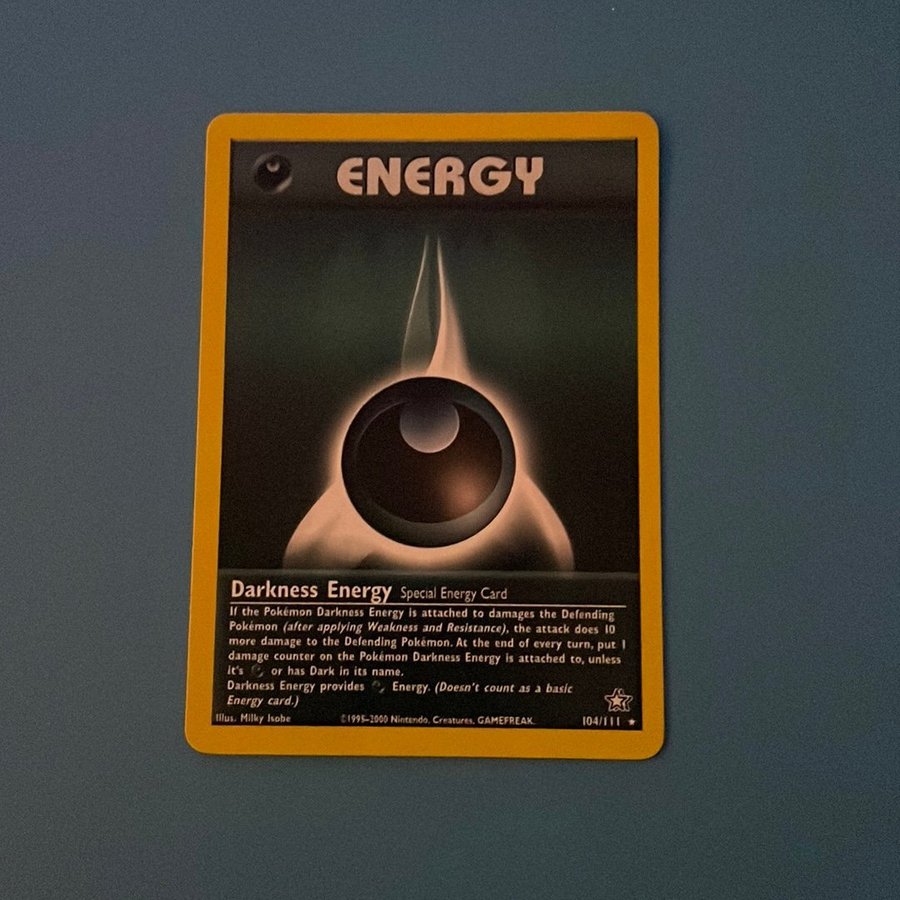 ENERGY
Darkness Energy Special Energy Card
If the Pokémon Darkness Energy is attached to damages the Defending
Pokémon (after applying Weakness and Resistance), the attack does 10
more damage to the Defending Pokémon. At the end of every turn, put 1
damage counter on the Pokémon Darkness Energy is attached to, unless
it's or has Dark in its name.
Darkness Energy provides Energy. (Doesn't count as a basic
Energy card.)
Illus. Milky Isobe ©1995-2000 Nintendo, Creatures, GAMEFREAK. 104/111 ★